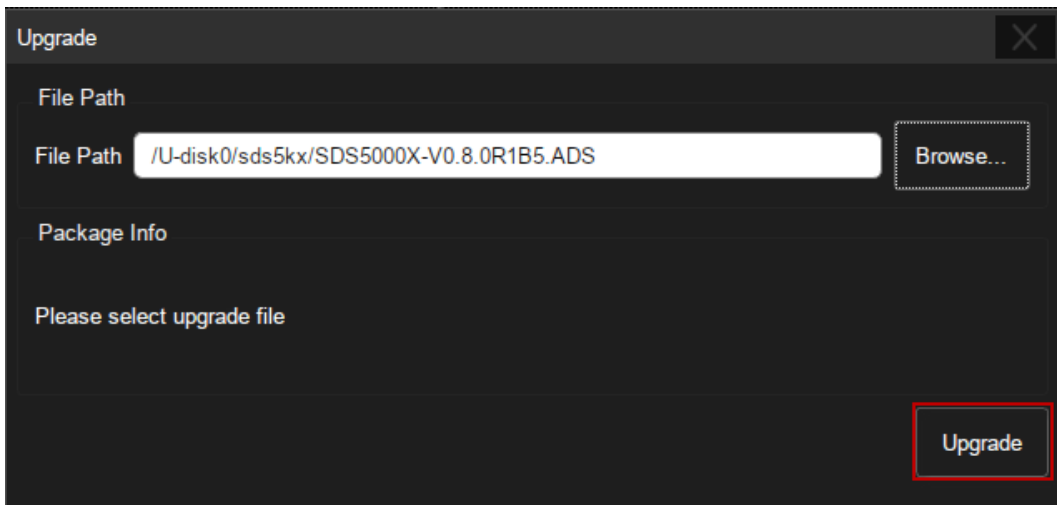 Upgrade
File Path
File Path /U-disk0/sds5kx/SDS5000X-V0.8.0R1B5.ADS Browse...
Package Info
Please select upgrade file
Upgrade